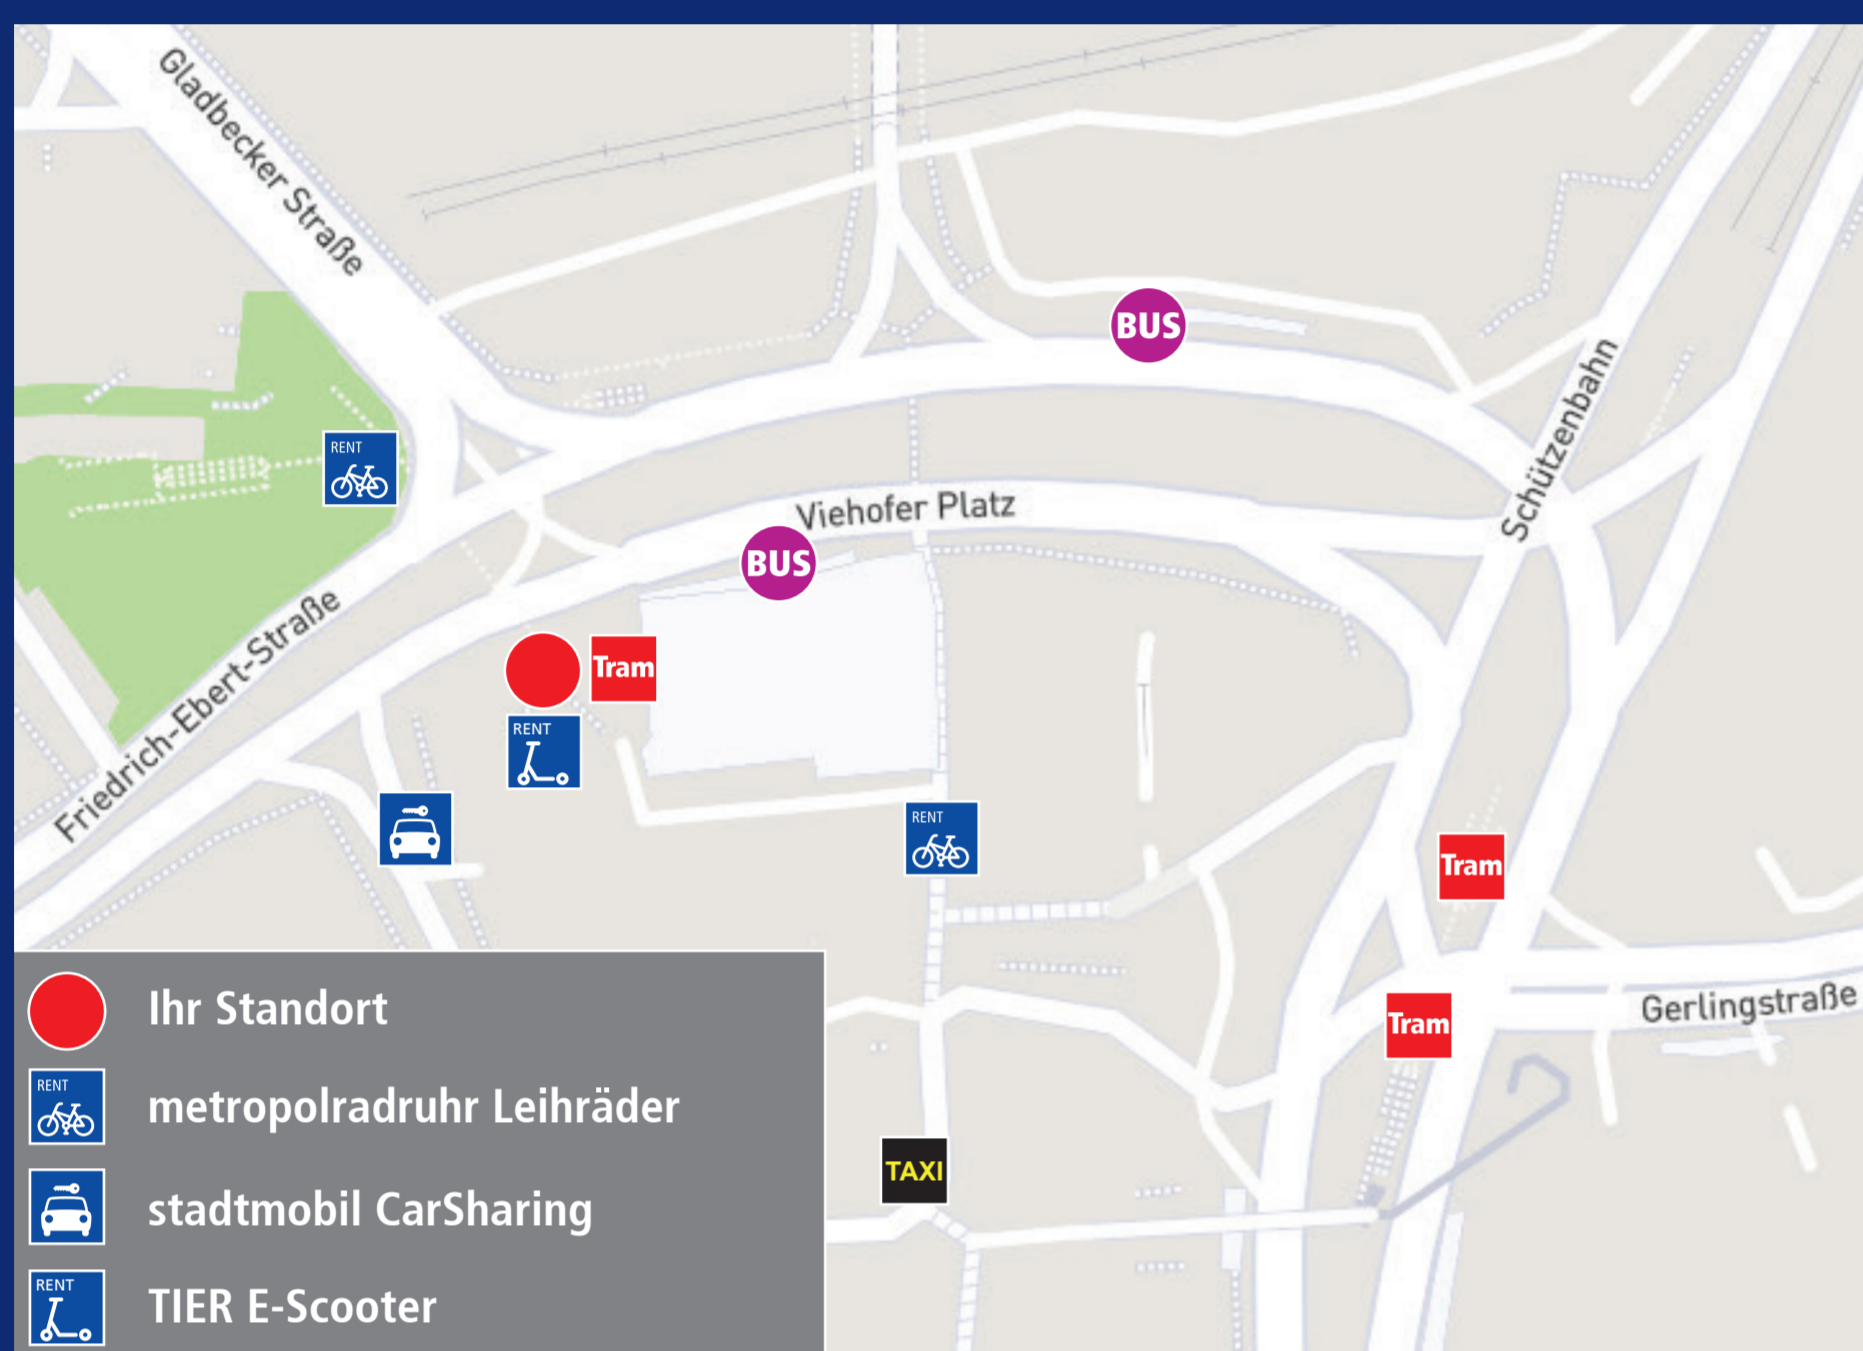 Gladbecker Straße
BUS
Schützenbahn
RENT
Viehofer Platz
BUS
Friedrich-Ebert-Straße
Tram
RENT
RENT
Tram
Gerlingstraße
Tram
TAXI
Ihr Standort
RENT
metropolradruhr Leihräder
stadtmobil CarSharing
RENT
TIER E-Scooter